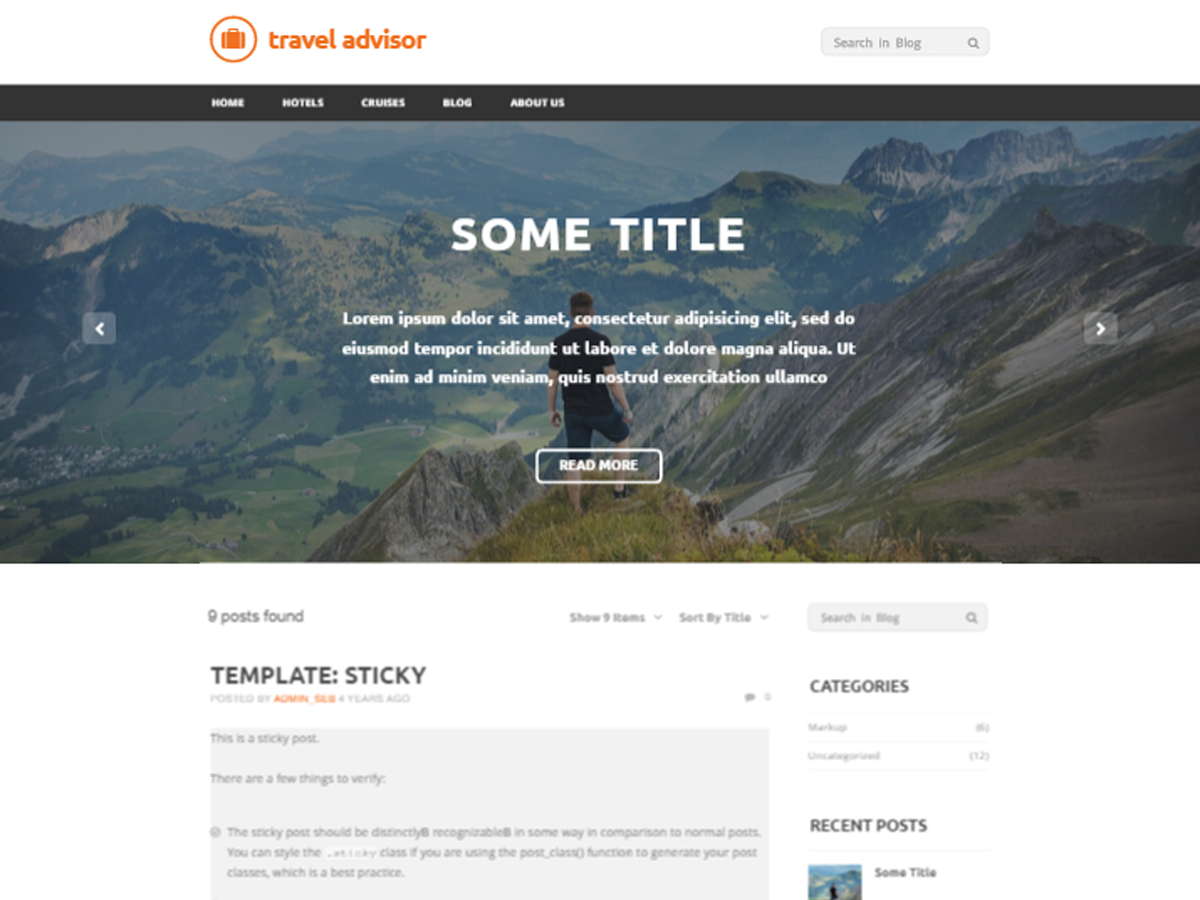 travel advisor
Search in Blog
HOME HOTELS CRUISES BLOG ABOUT US
SOME TITLE
Lorem ipsum dolor sit amet, consectetur adipisicing elit, sed do
eiusmod tempor incididunt ut labore et dolore magna aliqua. Ut
enim ad minim veniam, quis nostrud exercitation ullamco
READ MORE
9 posts found
Show 9 Items
Sort By Title
Search in Blog
TEMPLATE: STICKY
POSTED BY ADMIN_SEB 4 YEARS AGO
0
This is a sticky post.
There are a few things to verify:
The sticky post should be distinctly recognizable in some way in comparison to normal posts.
You can style the .sticky class if you are using the post_class() function to generate your post
classes, which is a best practice.
CATEGORIES
Markup (6)
Uncategorized (12)
RECENT POSTS
Some Title